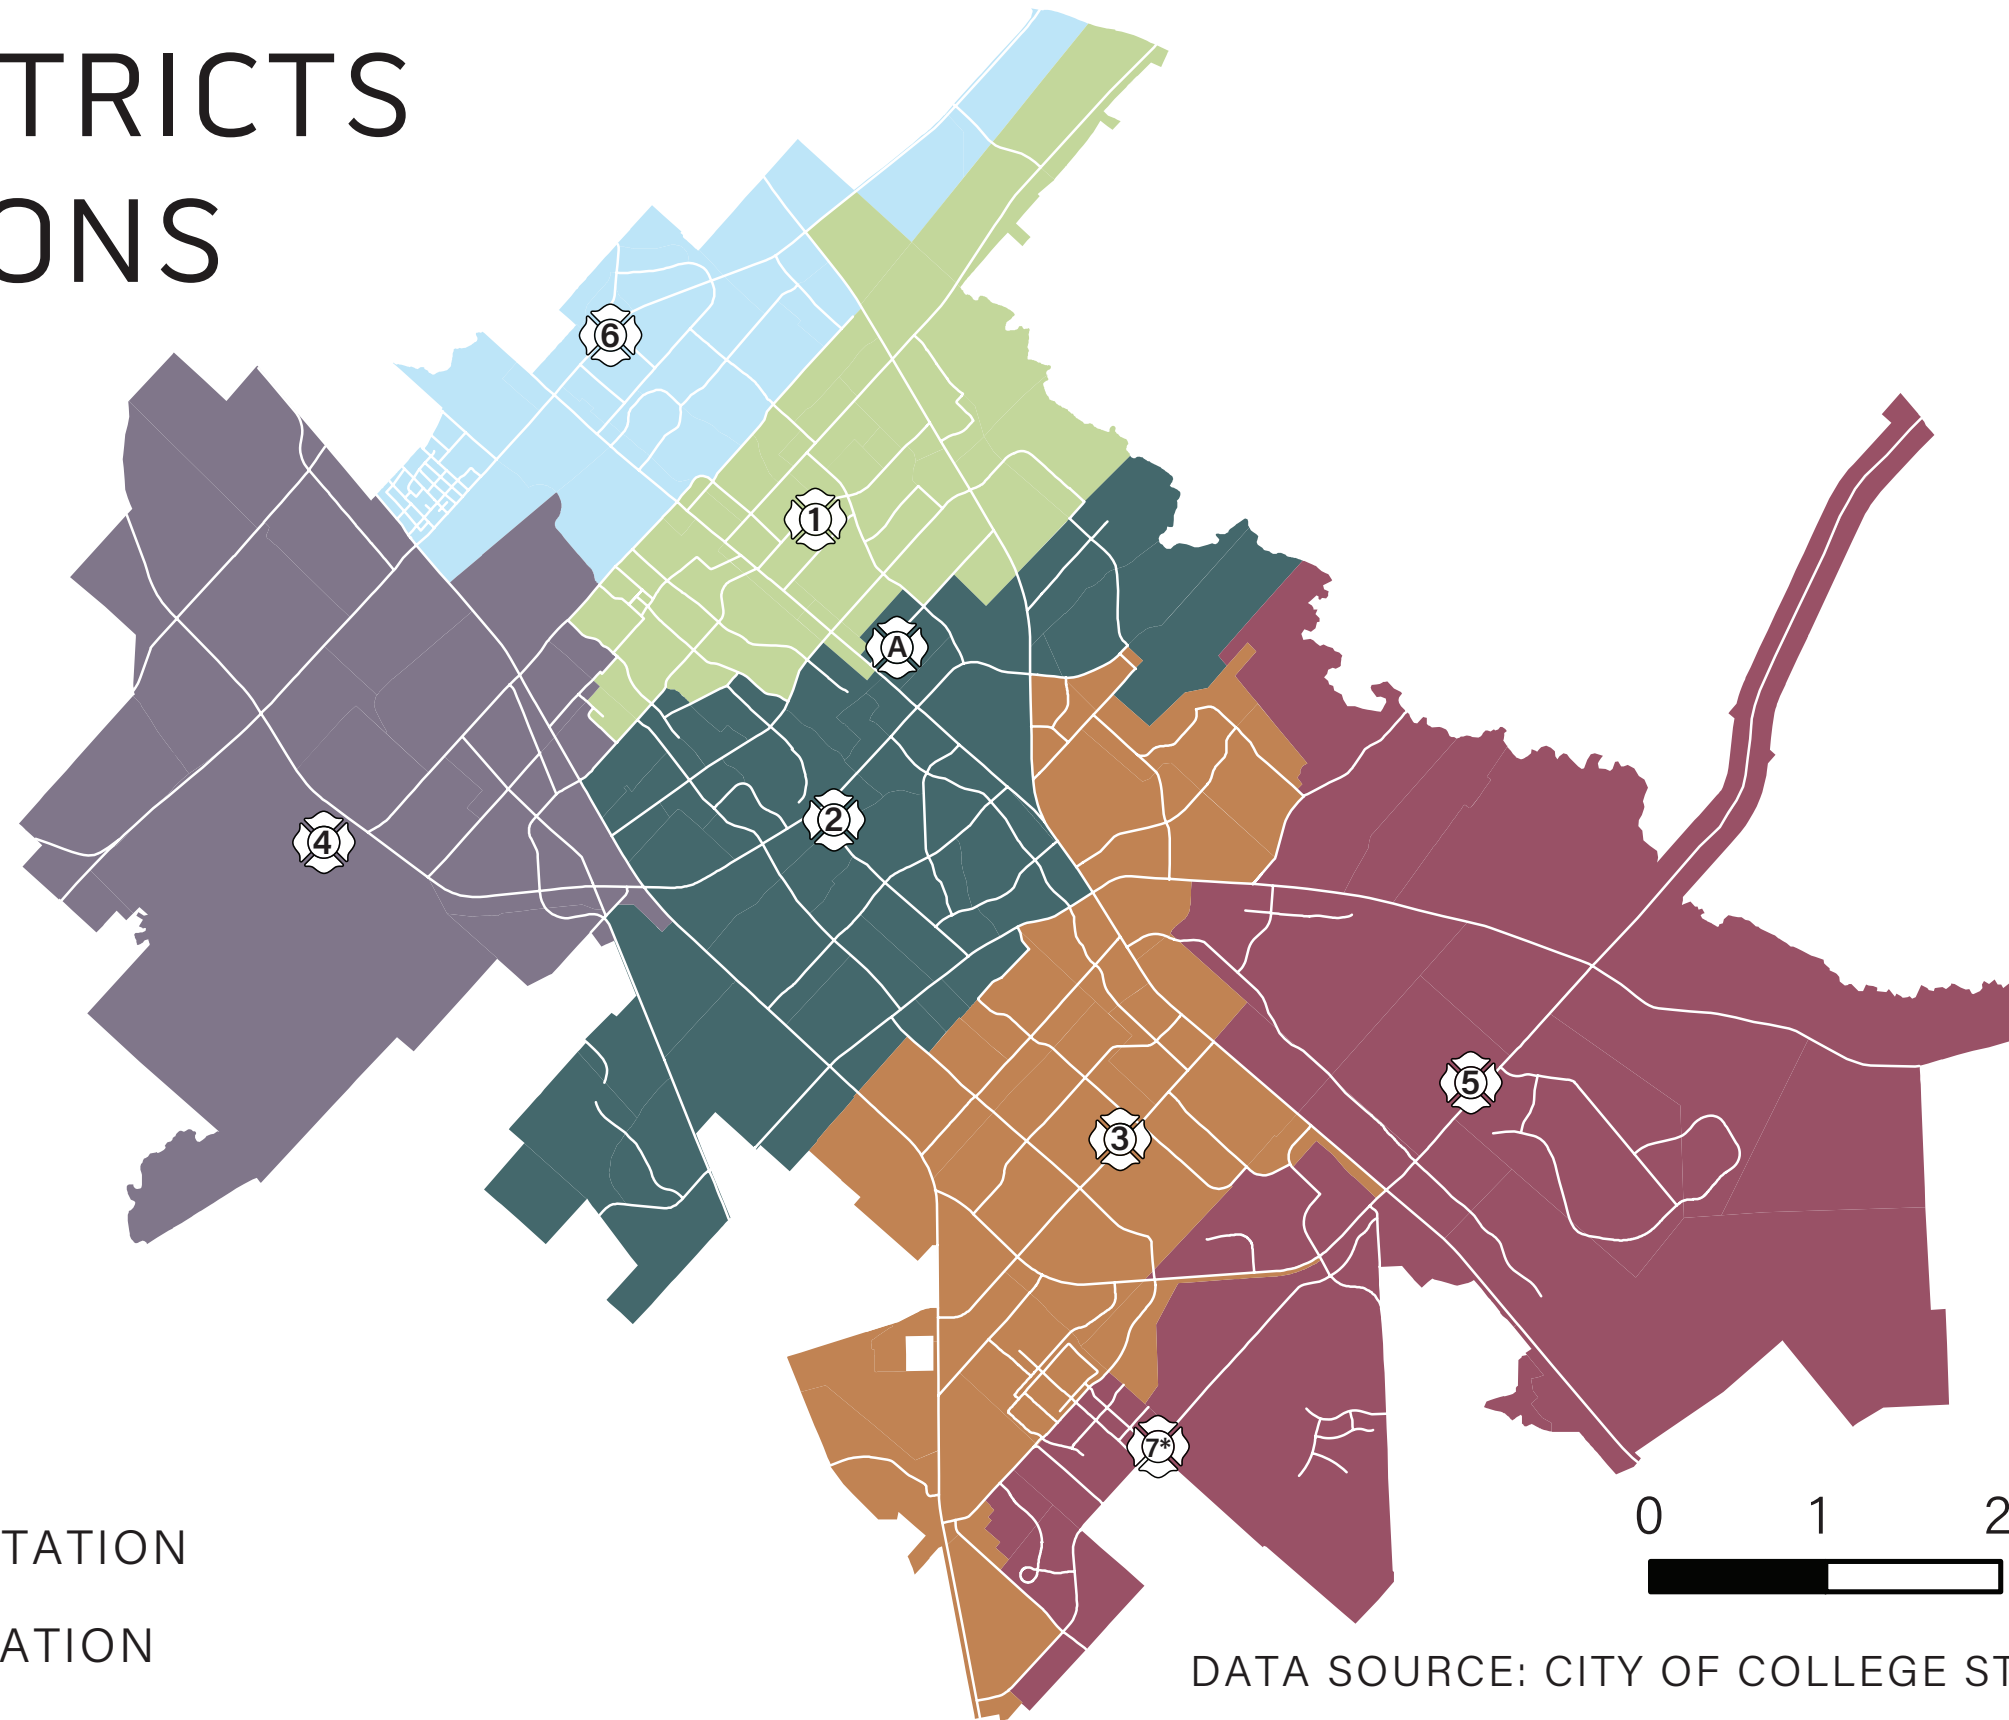 TRICTS
ONS
6
1
A
2
4
5
3
7*
0 1 2
TATION
ATION
DATA SOURCE: CITY OF COLLEGE ST